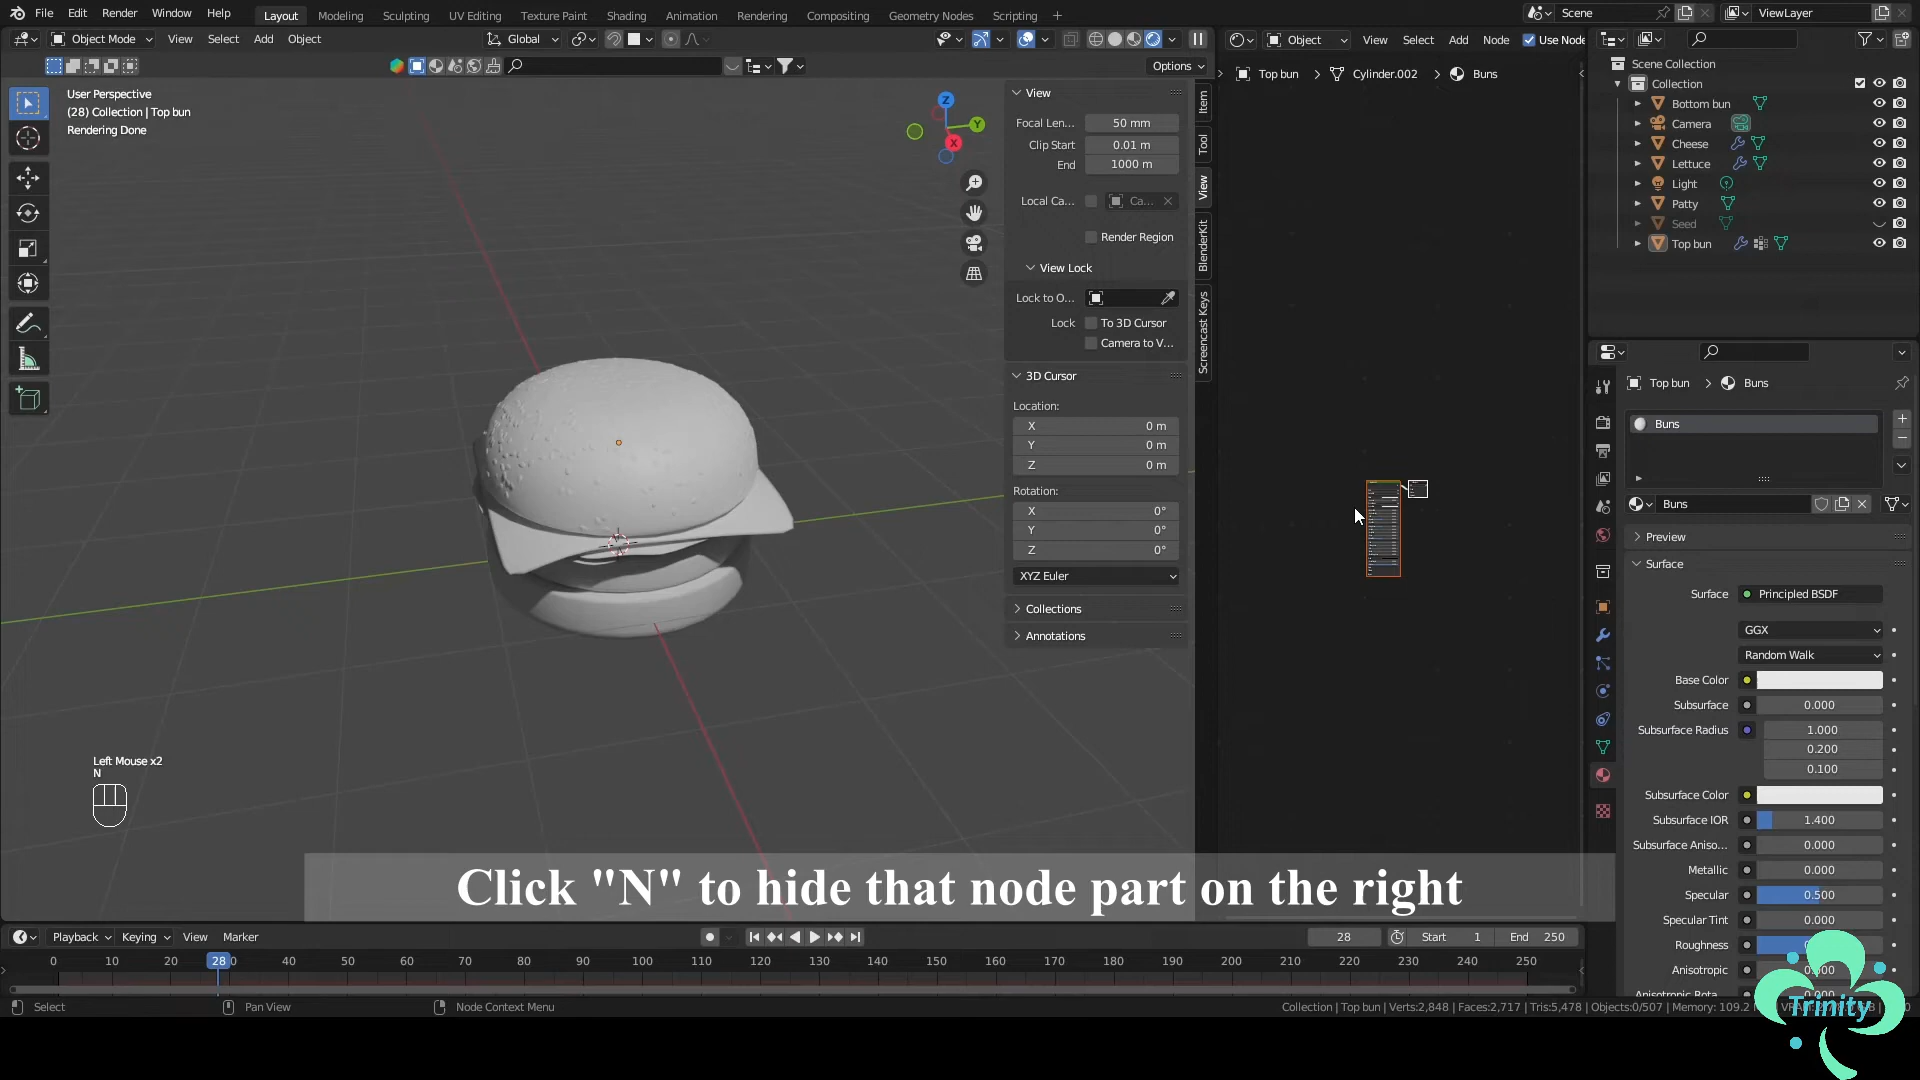 File Edit Render Window Help Layout Modeling Sculpting UV Editing Texture Paint Shading Animation Rendering Compositing Geometry Nodes Scripting + Scene ViewLayer
Object Mode View Select Add Object Global Object View Select Add Node Use Node
Options
Top bun > Cylinder.002 > Buns
User Perspective
(28) Collection | Top bun
Rendering Done
Z
Y
X
View
Focal Len... 50 mm
Clip Start 0.01 m
End 1000 m
Local Ca... Ca...
Render Region
View Lock
Lock to O...
Lock To 3D Cursor
Camera to V...
3D Cursor
Location:
X 0 m
Y 0 m
Z 0 m
Rotation:
X 0°
Y 0°
Z 0°
XYZ Euler
Collections
Annotations
Item
Tool
View
BlenderKit
Screencast Keys
Scene Collection
Collection
Bottom bun
Camera
Cheese
Lettuce
Light
Patty
Seed
Top bun
Top bun > Buns
Buns
Buns
Preview
Surface
Surface Principled BSDF
GGX
Random Walk
Base Color
Subsurface 0.000
Subsurface Radius 1.000
0.200
0.100
Subsurface Color
Subsurface IOR 1.400
Subsurface Aniso... 0.000
Metallic 0.000
Specular 0.500
Specular Tint 0.000
Roughness
Anisotropic
Left Mouse x2
N
Click "N" to hide that node part on the right
Playback Keying View Marker 28 Start 1 End 250
0 10 20 28 40 50 60 70 80 90 100 110 120 130 140 150 160 170 180 190 200 210 220 230 240 250
Select Pan View Node Context Menu Collection | Top bun | Verts:2,848 | Faces:2,717 | Tris:5,478 | Objects:0/507 | Memory: 109.2
Trinity